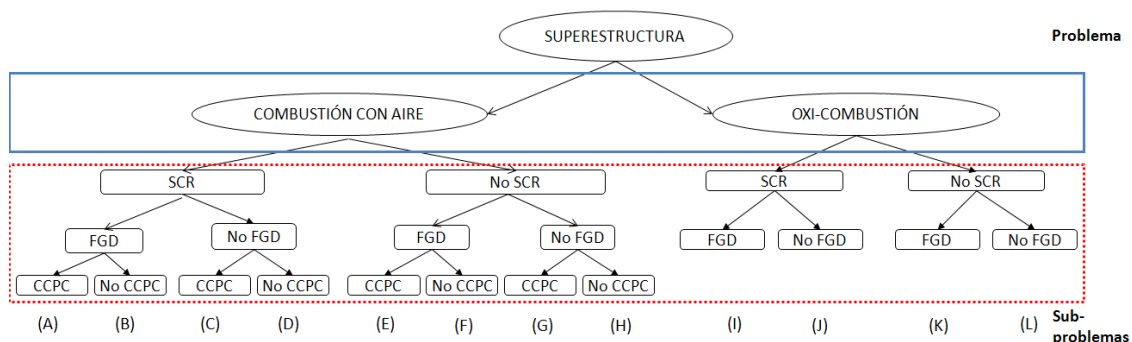 SUPERESTRUCTURA
Problema
COMBUSTIÓN CON AIRE
OXI-COMBUSTIÓN
SCR
No SCR
SCR
No SCR
FGD
No FGD
FGD
No FGD
FGD
No FGD
FGD
No FGD
CCPC
No CCPC
CCPC
No CCPC
CCPC
No CCPC
CCPC
No CCPC
(A)
(B)
(C)
(D)
(E)
(F)
(G)
(H)
(I)
(J)
(K)
(L)
Sub-
problemas